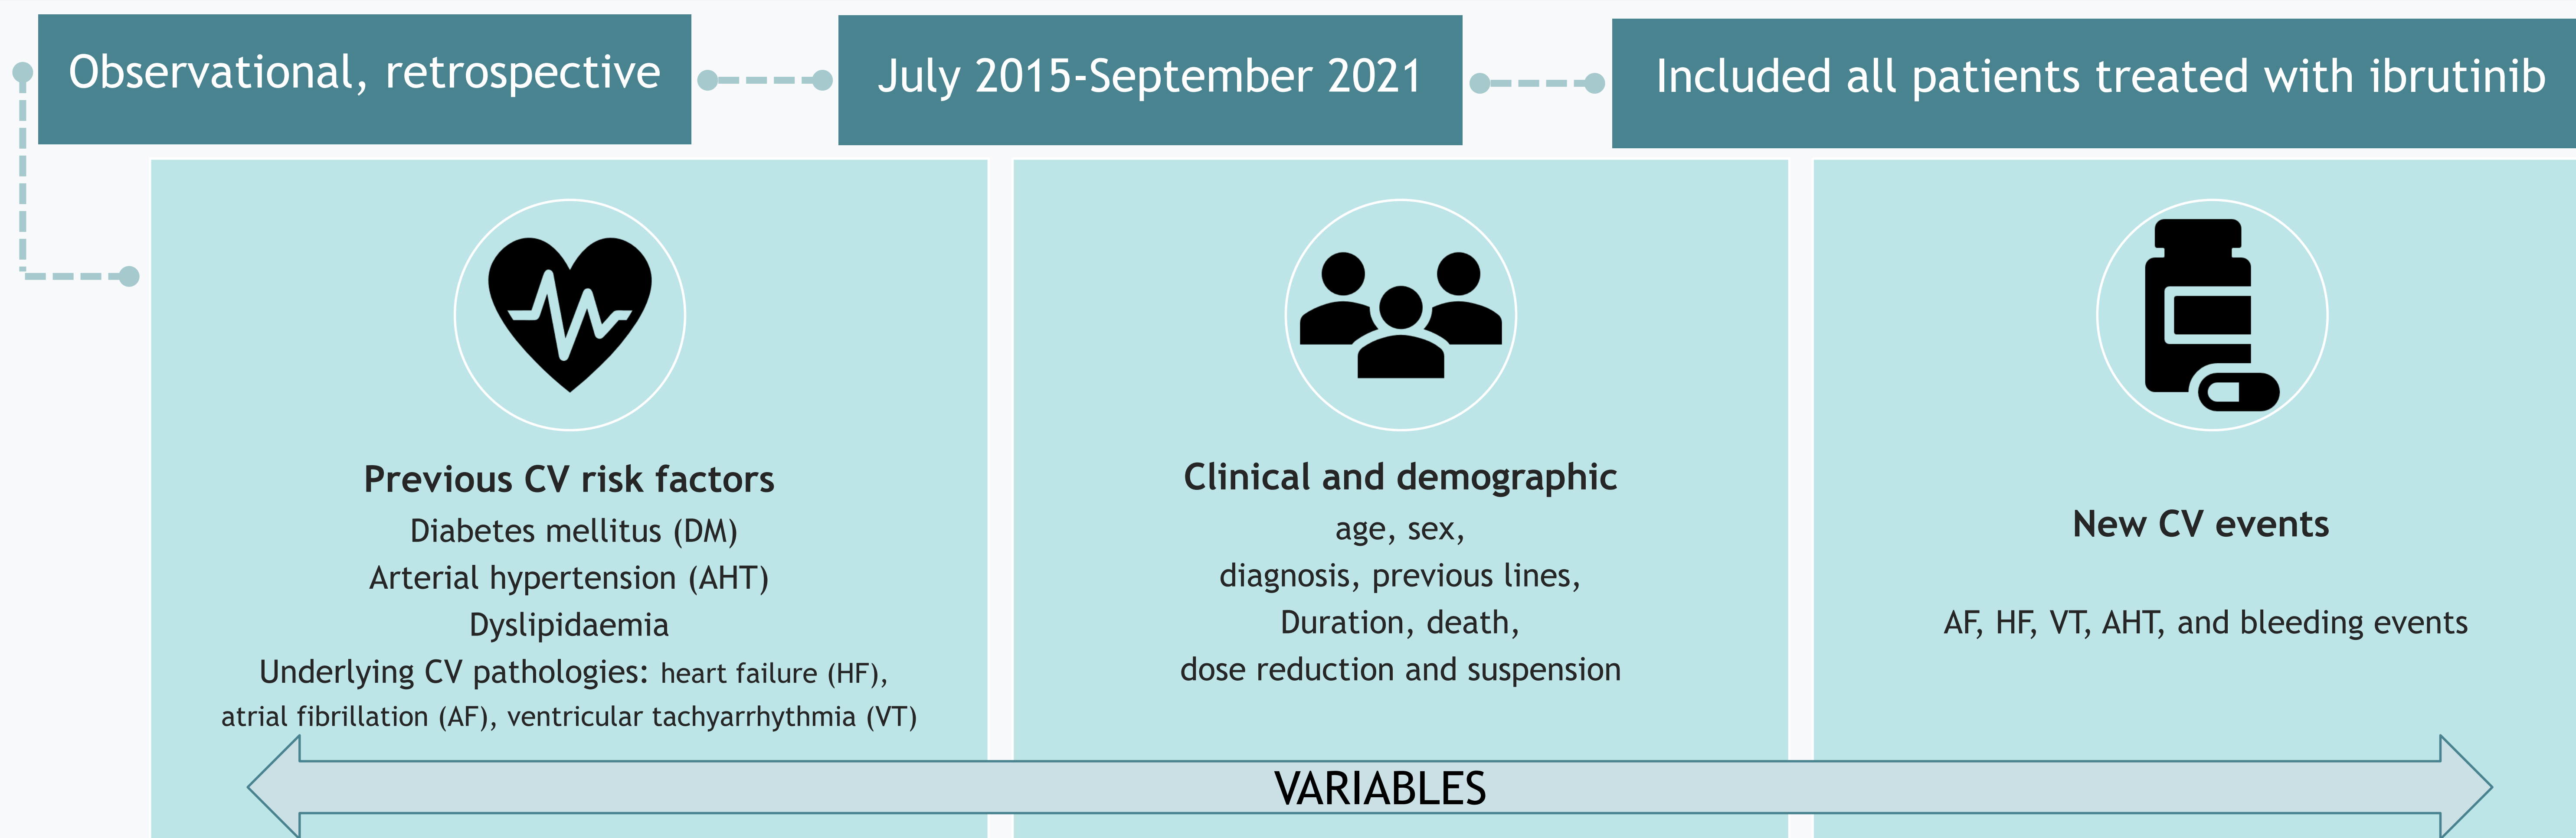 Observational, retrospective
July 2015-September 2021
Included all patients treated with ibrutinib
Previous CV risk factors
Diabetes mellitus (DM)
Arterial hypertension (AHT)
Dyslipidaemia
Underlying CV pathologies: heart failure (HF),
atrial fibrillation (AF), ventricular tachyarrhythmia (VT)
Clinical and demographic
age, sex,
diagnosis, previous lines,
Duration, death,
dose reduction and suspension
New CV events
AF, HF, VT, AHT, and bleeding events
VARIABLES